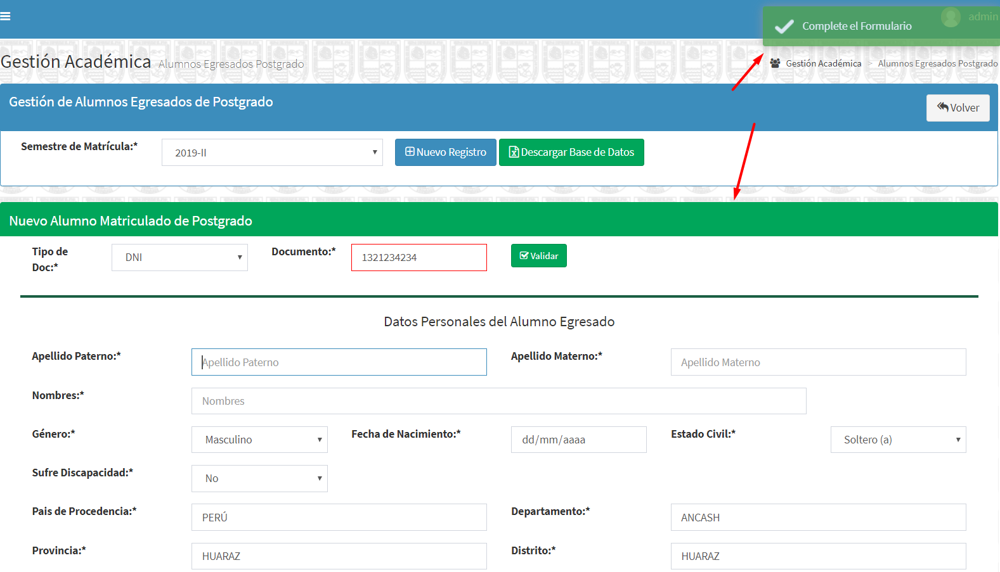 Complete el Formulario
admin
Gestión Académica Alumnos Egresados Postgrado
Gestión Académica > Alumnos Egresados Postgrado
Gestión de Alumnos Egresados de Postgrado
Volver
Semestre de Matrícula:* 2019-II Nuevo Registro Descargar Base de Datos
Nuevo Alumno Matriculado de Postgrado
Tipo de
Doc:*
DNI
Documento:* 1321234234 Validar
Datos Personales del Alumno Egresado
Apellido Paterno:* Apellido Paterno Apellido Materno:* Apellido Materno
Nombres:* Nombres
Género:* Masculino Fecha de Nacimiento:* dd/mm/aaaa Estado Civil:* Soltero (a)
Sufre Discapacidad:* No
Pais de Procedencia:* PERÚ Departamento:* ANCASH
Provincia:* HUARAZ Distrito:* HUARAZ